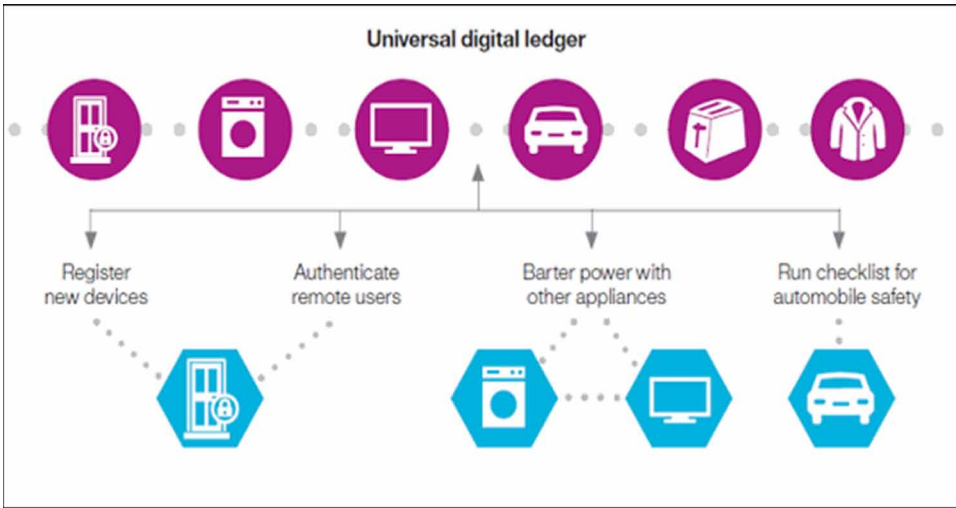 Universal digital ledger
Register
new devices
Authenticate
remote users
Barter power with
other appliances
Run checklist for
automobile safety